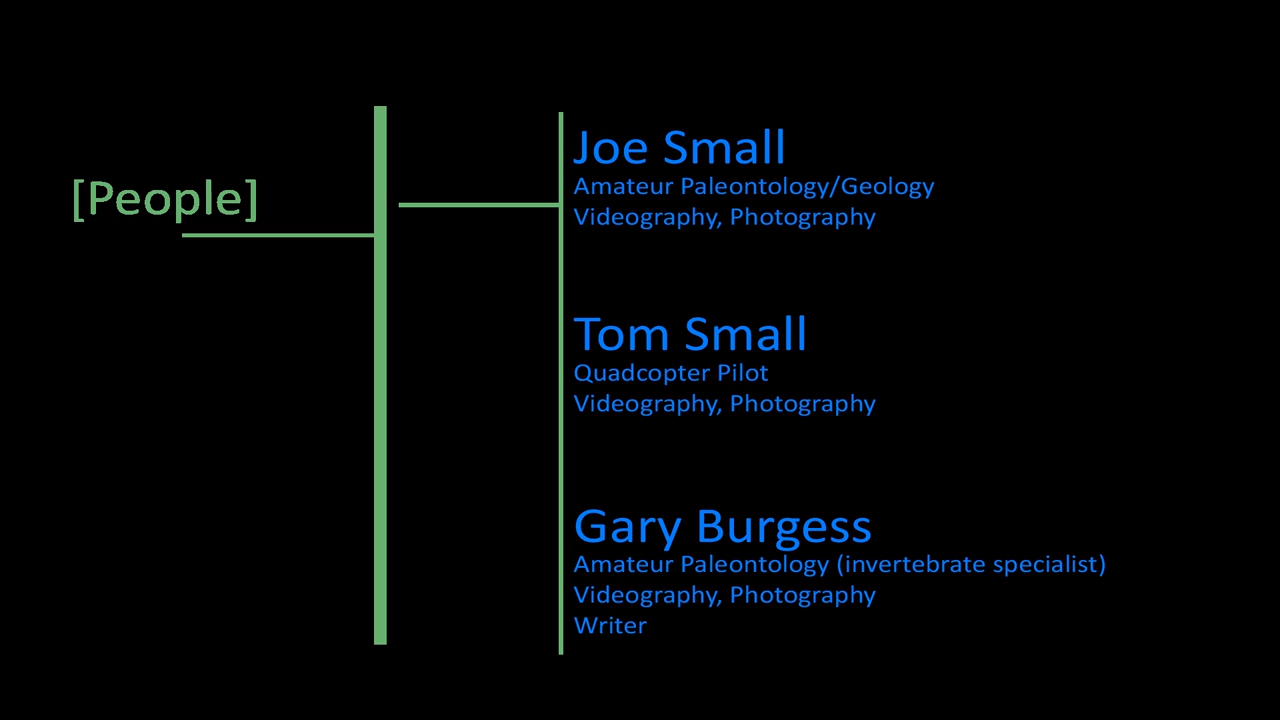 [People]
Joe Small
Amateur Paleontology/Geology
Videography, Photography
Tom Small
Quadcopter Pilot
Videography, Photography
Gary Burgess
Amateur Paleontology (invertebrate specialist)
Videography, Photography
Writer